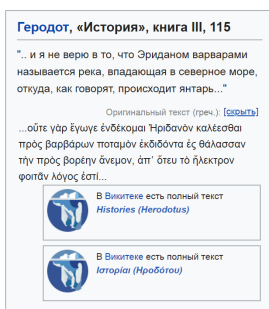 Геродот, «История», книга III, 115
".. и я не верю в то, что Эриданом варварами
называется река, впадающая в северное море,
откуда, как говорят, происходит янтарь..."
Оригинальный текст (греч.): [скрыть]
...οὔτε γὰρ ἔγωγε ἐνδέκομαι Ἠριδανὸν καλέεσθαι
πρὸς βαρβάρων ποταμὸν ἐκδιδόντα ἐς θάλασσαν
τὴν πρὸς βορέην ἄνεμον, ἀπ᾽ ὅτευ τὸ ἤλεκτρον
φοιτᾶν λόγος ἐστί...
В Викитеке есть полный текст
Histories (Herodotus)
В Викитеке есть полный текст
Ιστορίαι (Ηροδότου)